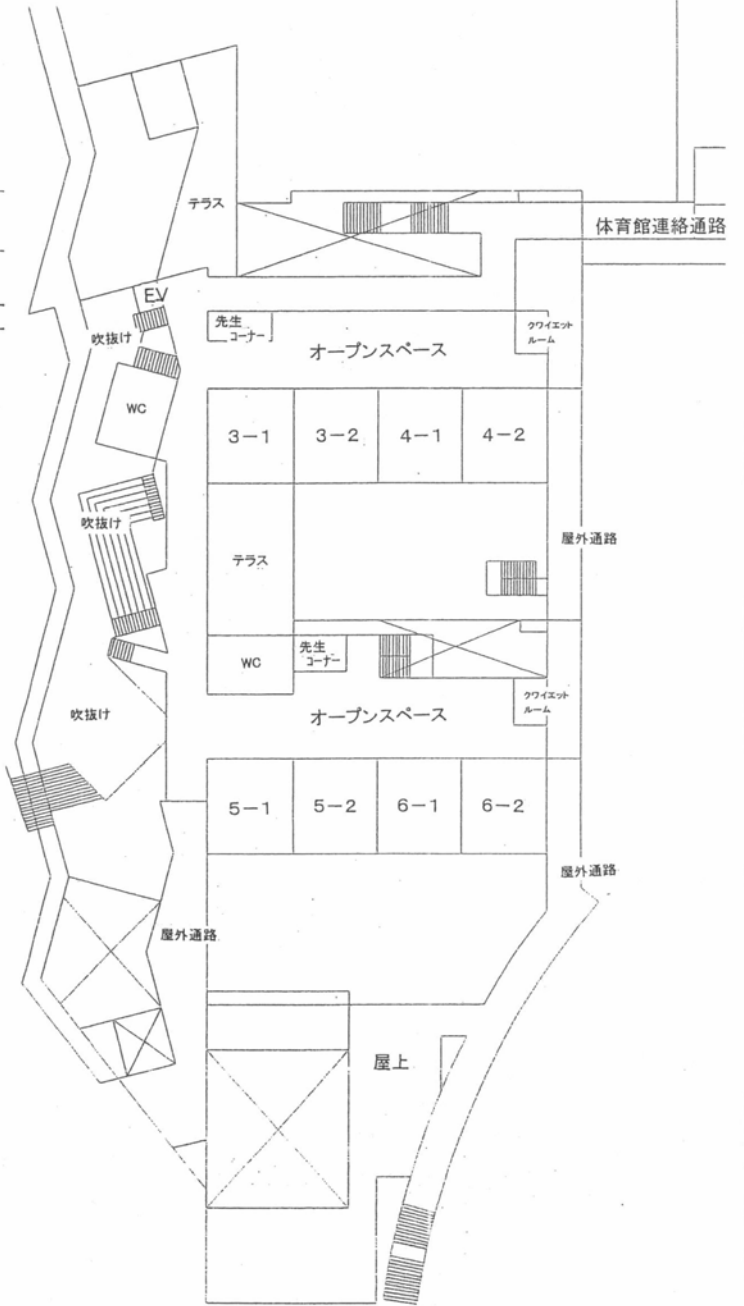 テラス
体育館連絡通路
EV
吹抜け
先生
コーナー
オープンスペース
クワイエット
ルーム
WC
3-1
3-2
4-1
4-2
吹抜け
テラス
屋外通路
WC
先生
コーナー
クワイエット
ルーム
吹抜け
オープンスペース
5-1
5-2
6-1
6-2
屋外通路
屋外通路
屋上